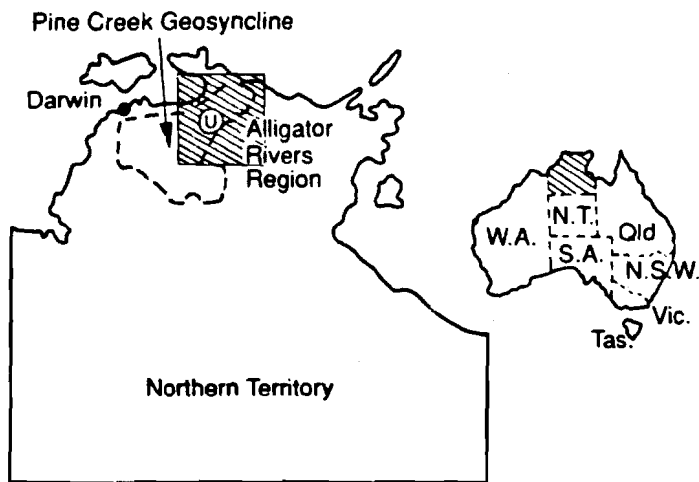 Pine Creek Geosyncline
Darwin
U
Alligator
Rivers
Region
Northern Territory
N.T.
W.A.
Qld
S.A.
N.S.W.
Vic.
Tas.